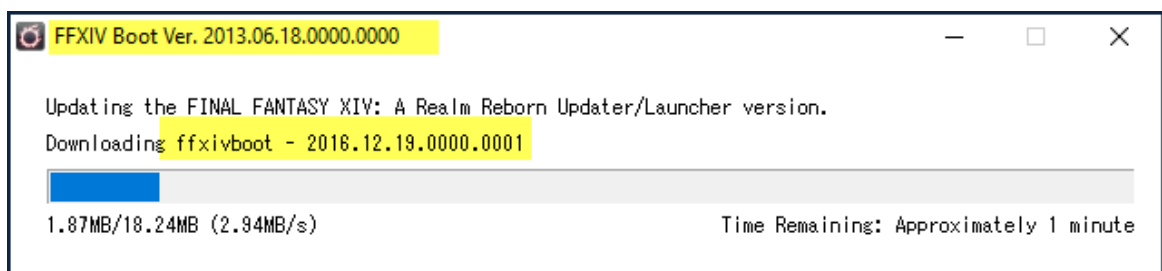 FFXIV Boot Ver. 2013.06.18.0000.0000
Updating the FINAL FANTASY XIV: A Realm Reborn Updater/Launcher version.
Downloading ffxivboot - 2016.12.19.0000.0001
1.87MB/18.24MB (2.94MB/s) Time Remaining: Approximately 1 minute